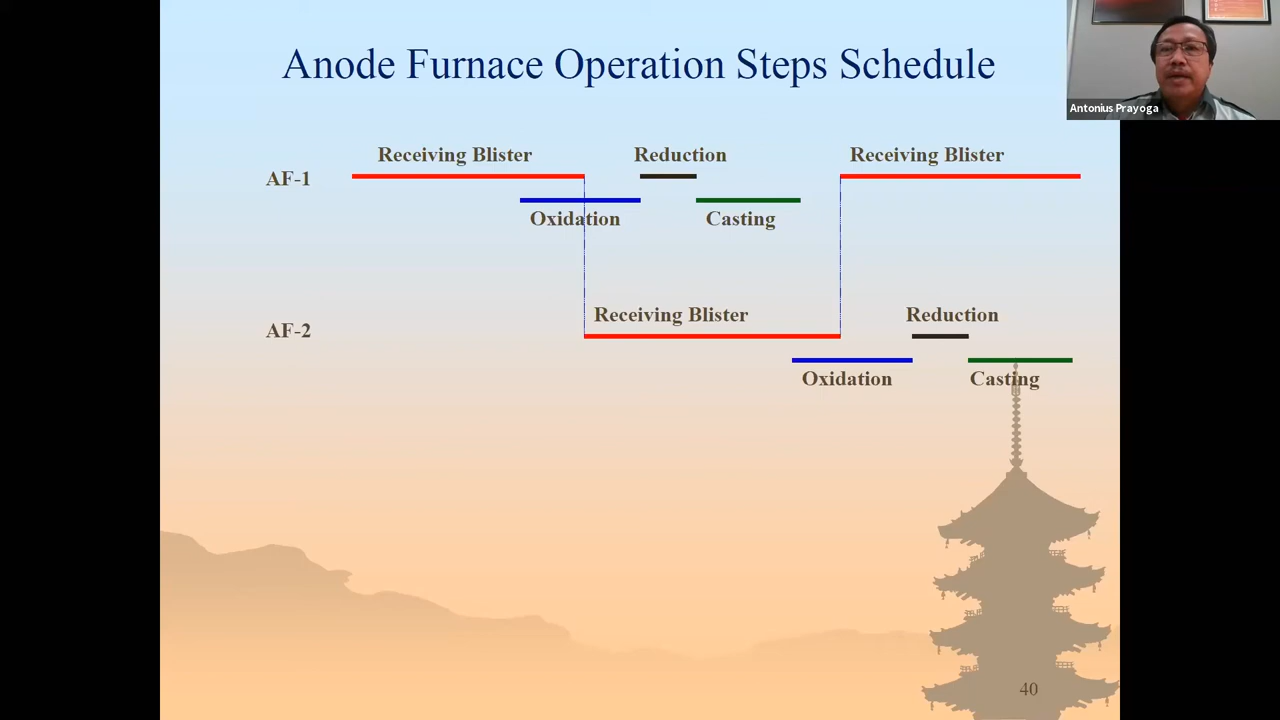 Anode Furnace Operation Steps Schedule
Antonius Prayoga
Receiving Blister
Reduction
Receiving Blister
AF-1
Oxidation
Casting
Receiving Blister
Reduction
AF-2
Oxidation
Casting
40